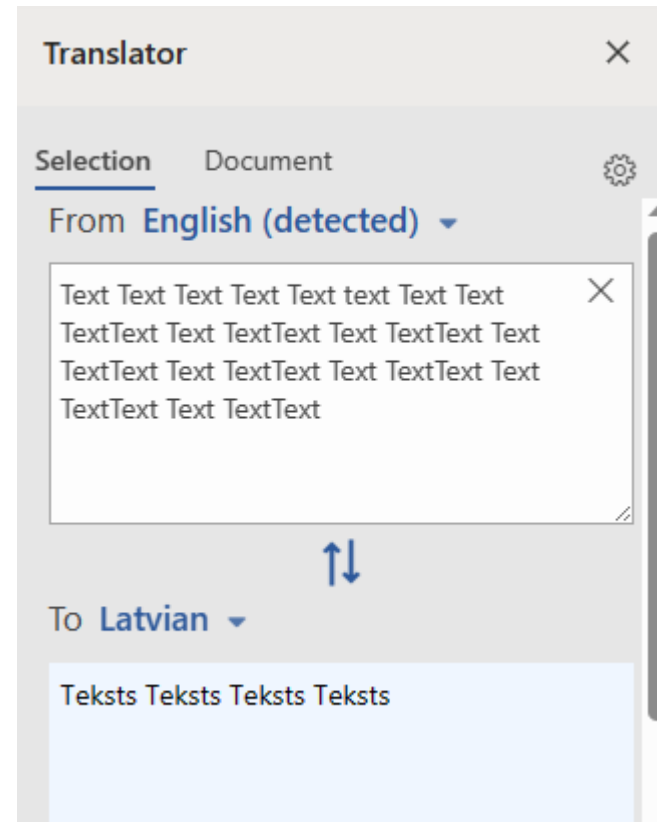 Translator
Selection Document
From English (detected)
Text Text Text Text Text text Text Text
TextText Text TextText Text TextText Text
TextText Text TextText Text TextText Text
TextText Text TextText
To Latvian
Teksts Teksts Teksts Teksts